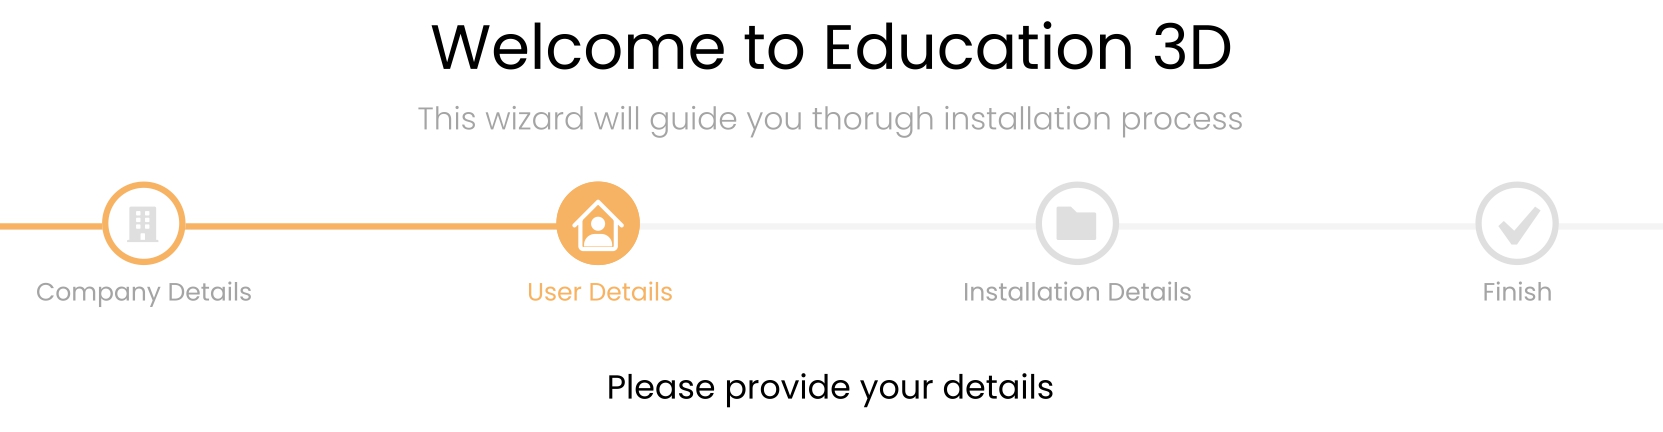 Welcome to Education 3D
This wizard will guide you thorugh installation process
Company Details
User Details
Installation Details
Finish
Please provide your details